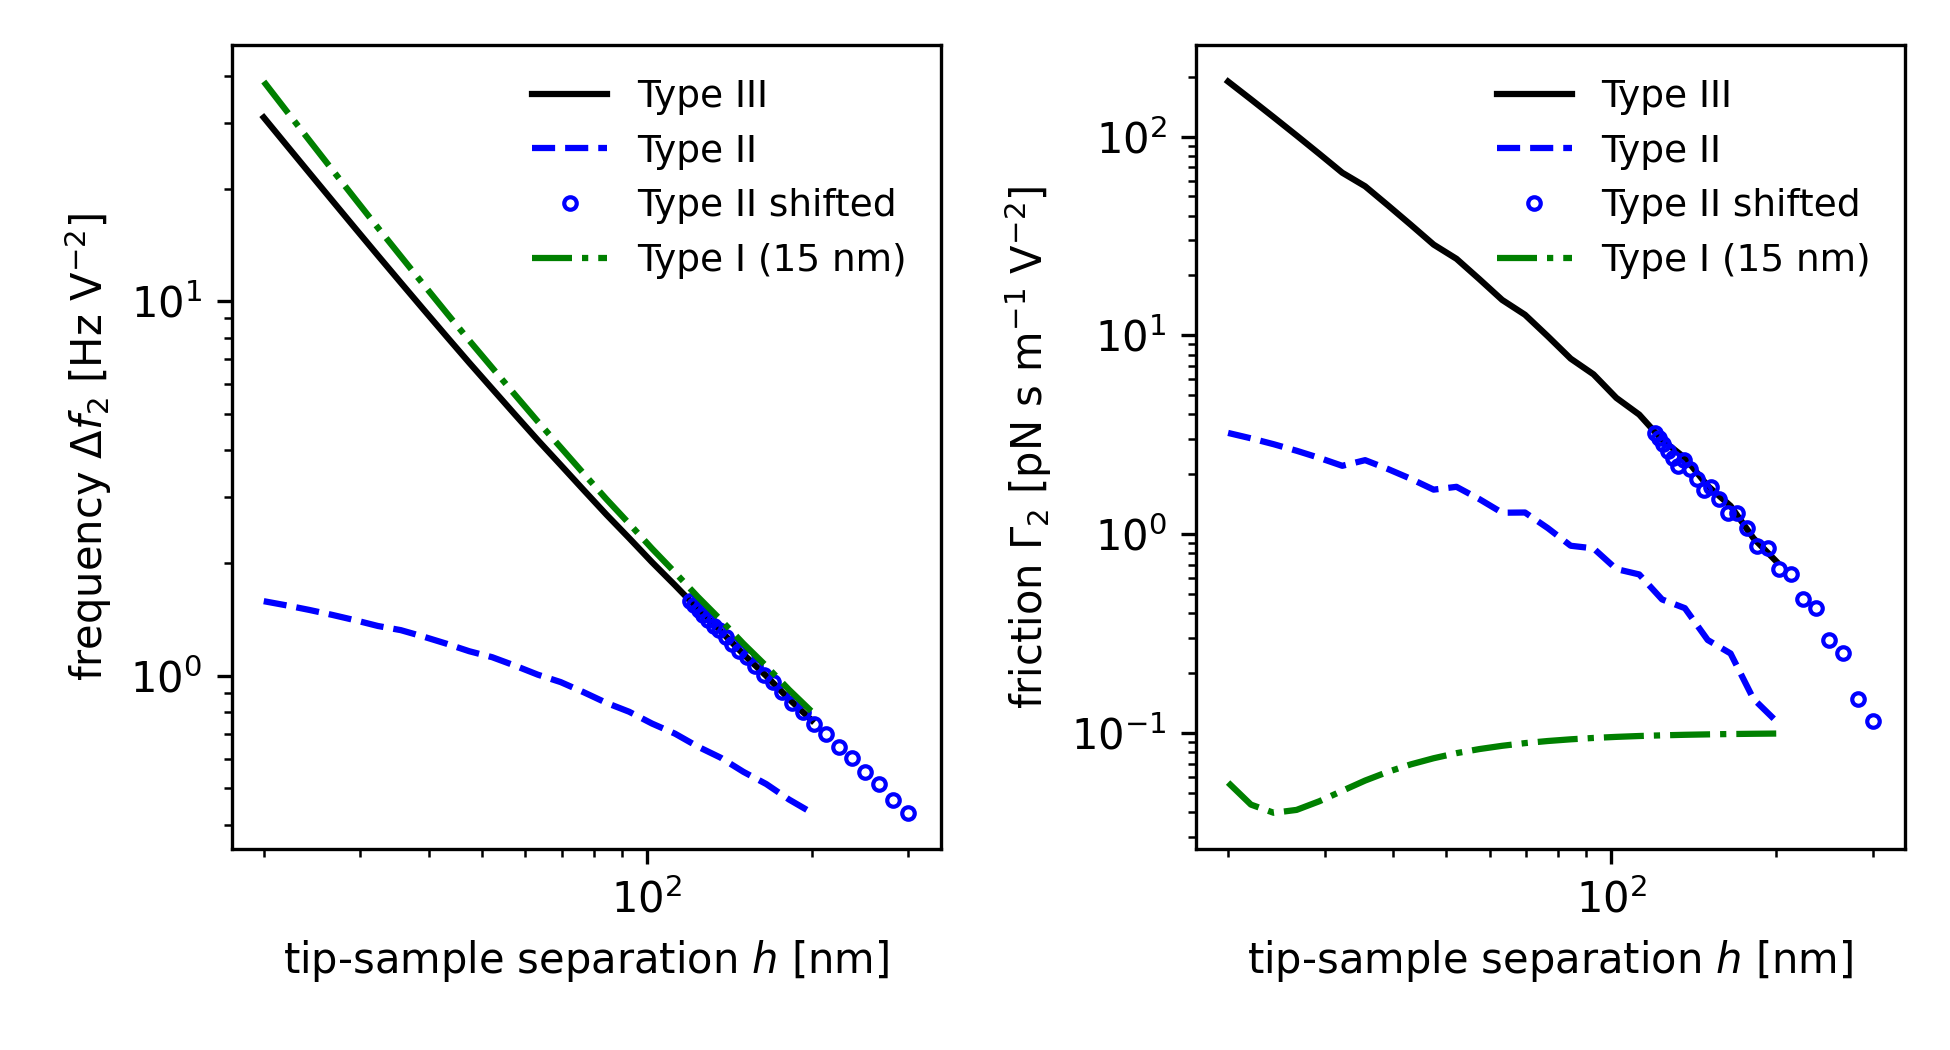 frequency Δf₂ [Hz V⁻²]
10¹
10⁰
Type III
Type II
Type II shifted
Type I (15 nm)
10²
tip-sample separation h [nm]
friction Γ₂ [pN s m⁻¹ V⁻²]
10²
10¹
10⁰
10⁻¹
Type III
Type II
Type II shifted
Type I (15 nm)
10²
tip-sample separation h [nm]